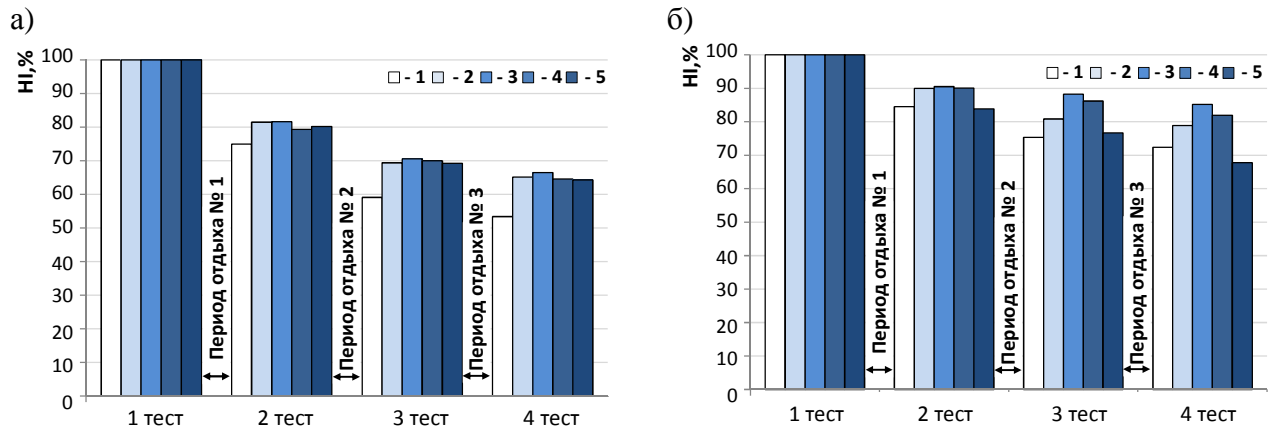 а)
HI,%
100
90
80
70
60
50
40
30
20
10
0
- 1 - 2 - 3 - 4 - 5
Период отдыха № 1
Период отдыха № 2
Период отдыха № 3
1 тест 2 тест 3 тест 4 тест
б)
HI,%
100
90
80
70
60
50
40
30
20
10
0
- 1 - 2 - 3 - 4 - 5
Период отдыха № 1
Период отдыха № 2
Период отдыха № 3
1 тест 2 тест 3 тест 4 тест